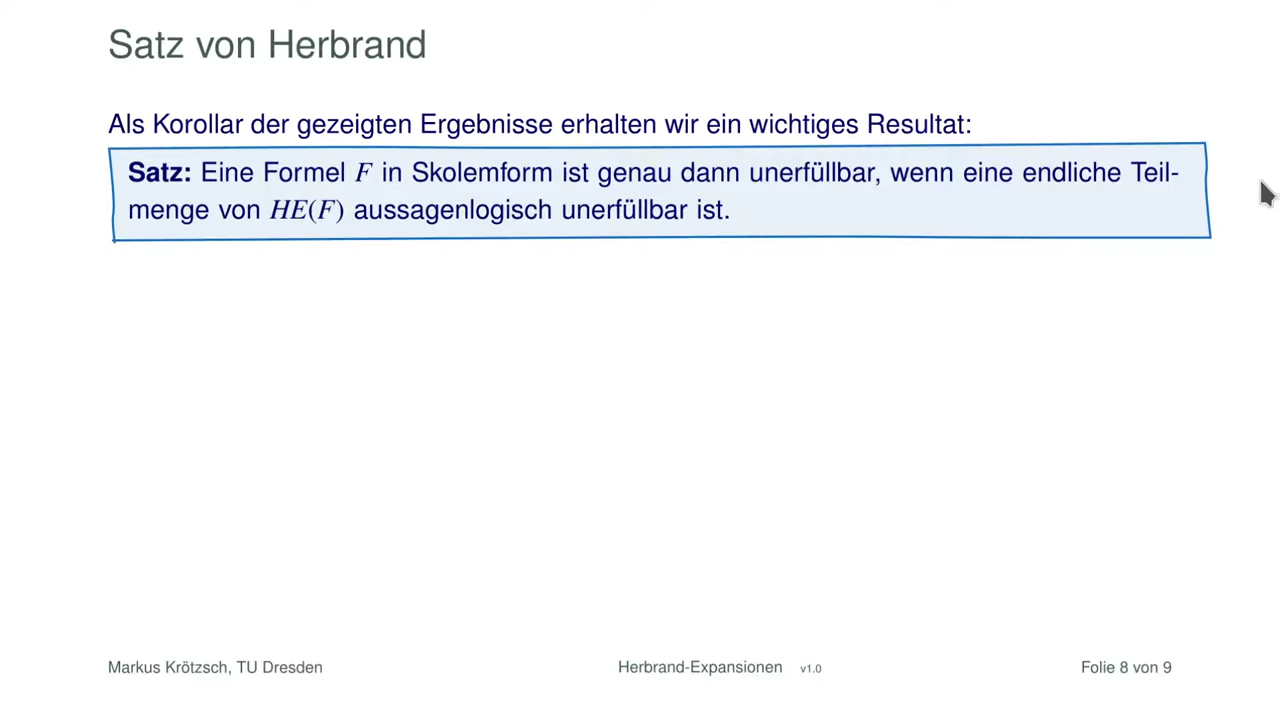 Satz von Herbrand
Als Korollar der gezeigten Ergebnisse erhalten wir ein wichtiges Resultat:
Satz: Eine Formel F in Skolemform ist genau dann unerfüllbar, wenn eine endliche Teil-
menge von HE(F) aussagenlogisch unerfüllbar ist.
Markus Krötzsch, TU Dresden Herbrand-Expansionen v1.0 Folie 8 von 9